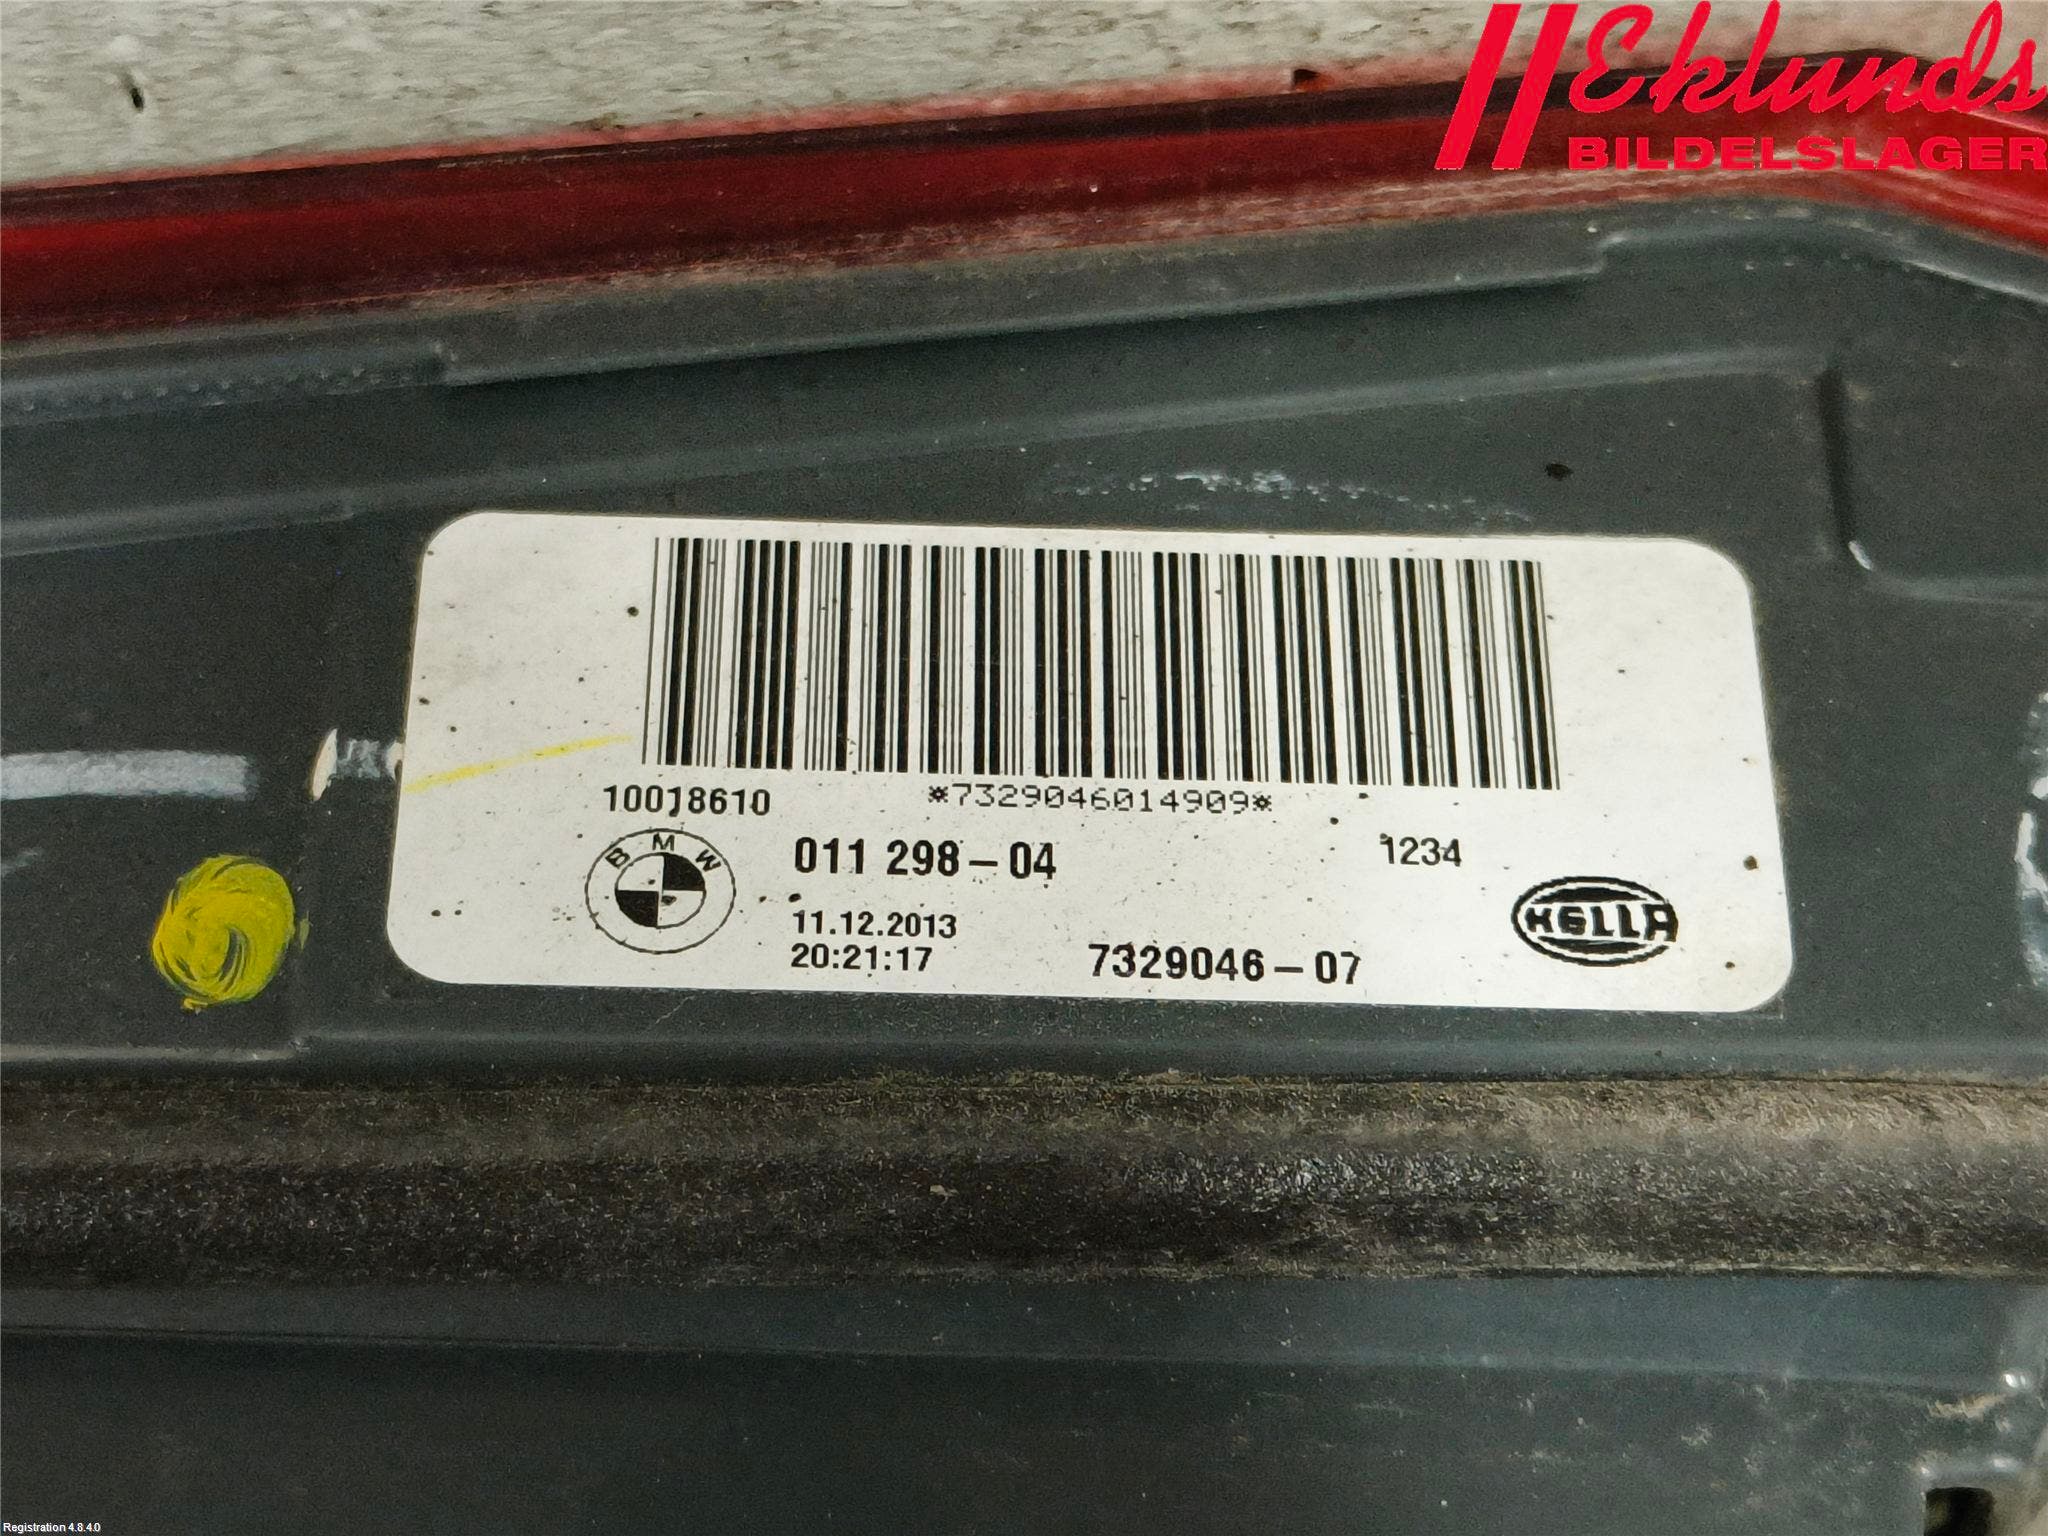 Eklunds
BILDELSLAGER
10018610
*7329046014909*
BMW
011 298-04
1234
11.12.2013
20:21:17
7329046-07
HELLA
Registration 4.8.4.0